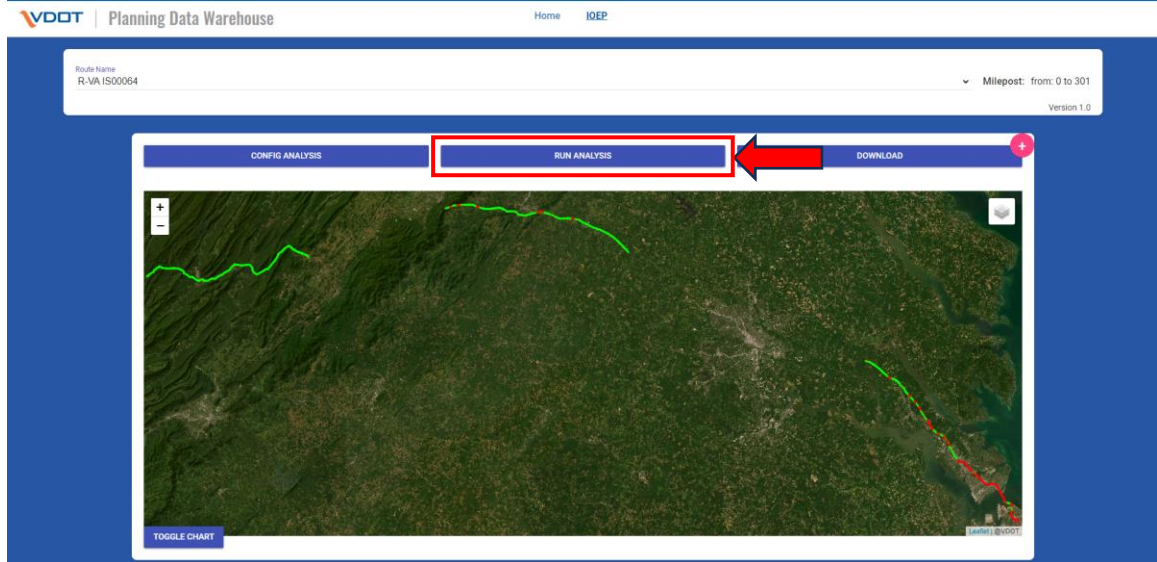 VDOT | Planning Data Warehouse
Home IOEP
Route Name
R-VA IS00064
Milepost: from: 0 to 301
Version 1.0
CONFIG ANALYSIS
RUN ANALYSIS
DOWNLOAD
+
+
−
TOGGLE CHART
Leaflet | @VDOT